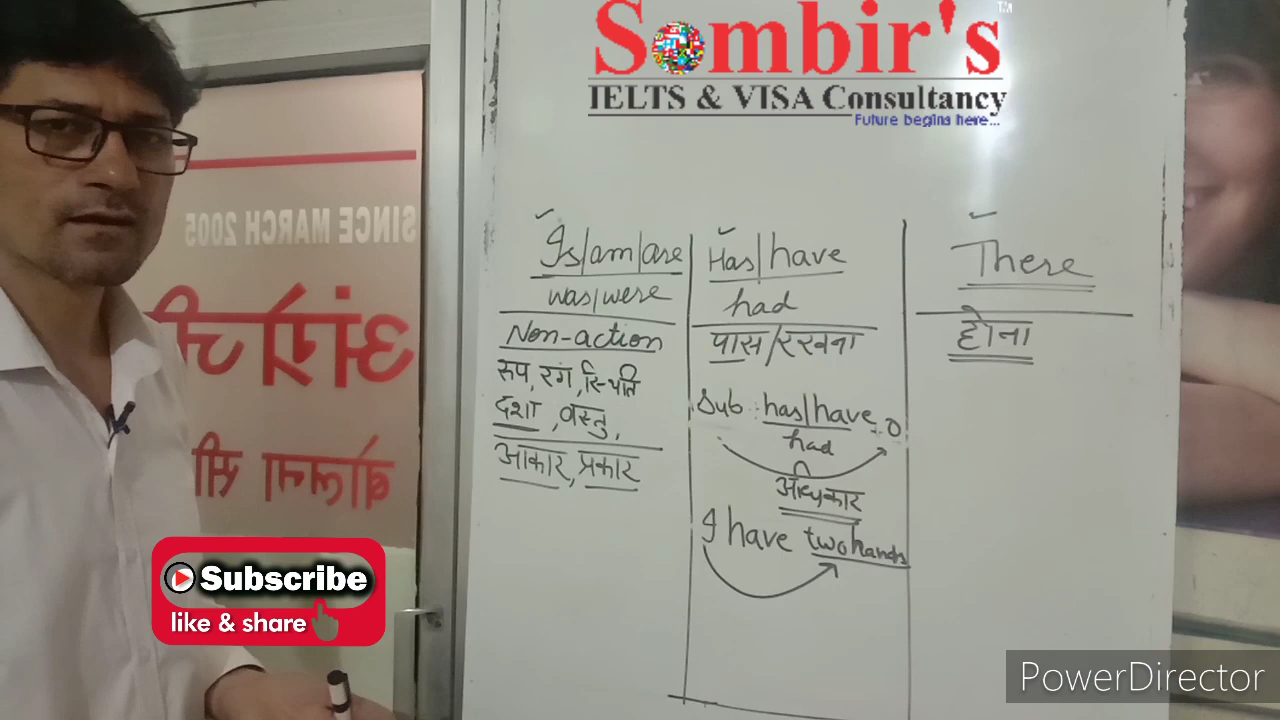 Sombir's
IELTS & VISA Consultancy
Future begins here...
SINCE MARCH 2005
अंग्रेजी
बोलना सी
Is/am/are
was/were
Non-action
रूप, रंग, स्थिति
दशा, वस्तु,
आकार, प्रकार
Has/have
had
पास/रखना
Sub has/have O
had
अधिकार
I have two hands
There
होना
Subscribe
like & share
PowerDirector